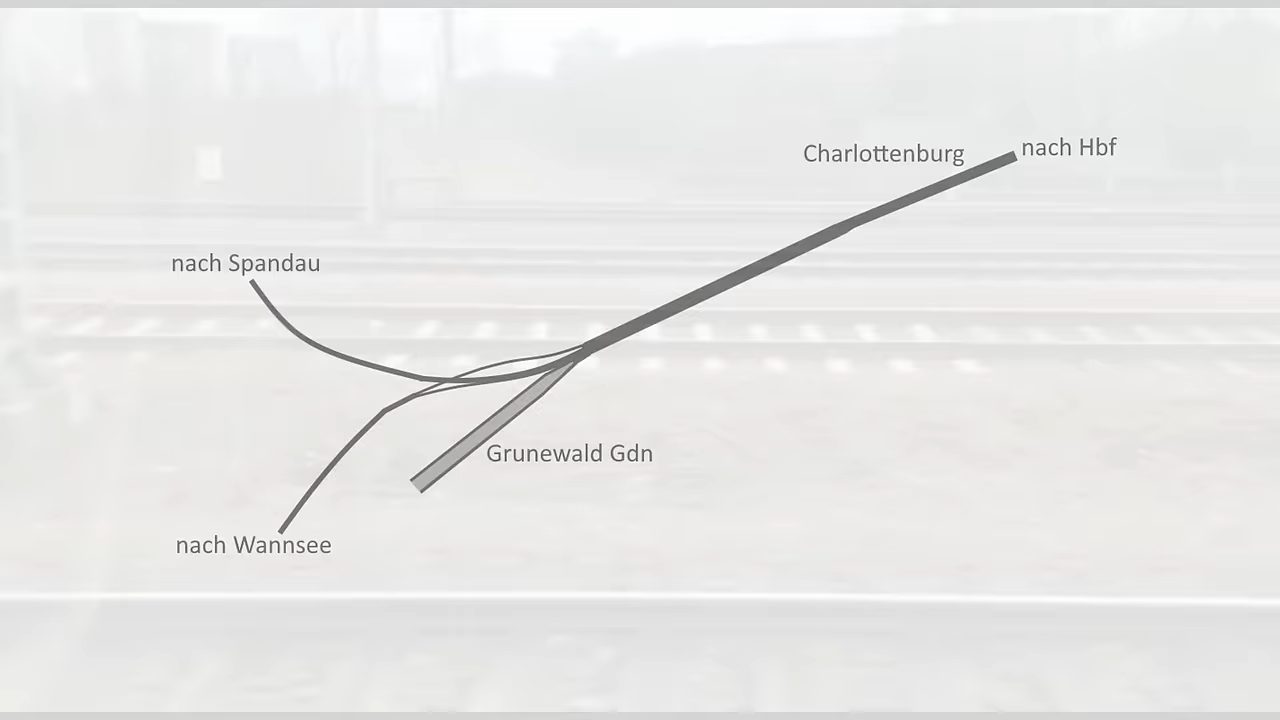 Charlottenburg
nach Hbf
nach Spandau
Grunewald Gdn
nach Wannsee